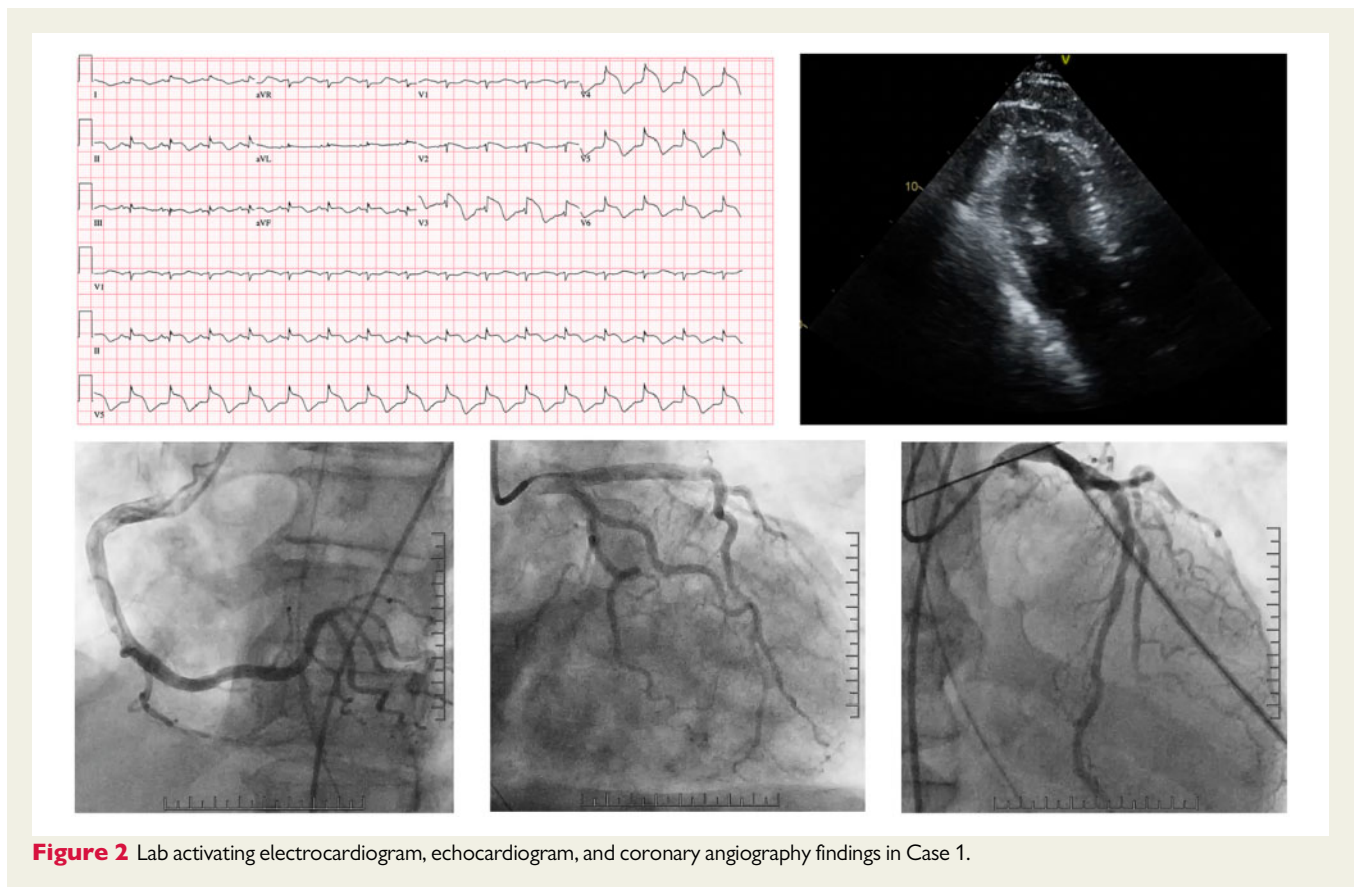 I aVR V1 V4
II aVL V2 V5
III aVF V3 V6
V1
II
V5
V
10
Figure 2 Lab activating electrocardiogram, echocardiogram, and coronary angiography findings in Case 1.